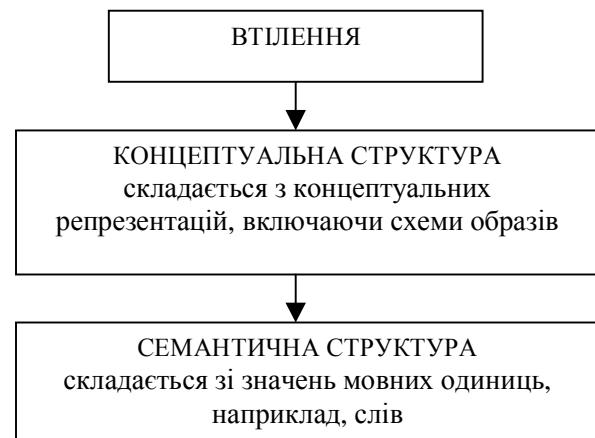 ВТІЛЕННЯ
КОНЦЕПТУАЛЬНА СТРУКТУРА
складається з концептуальних
репрезентацій, включаючи схеми образів
СЕМАНТИЧНА СТРУКТУРА
складається зі значень мовних одиниць,
наприклад, слів